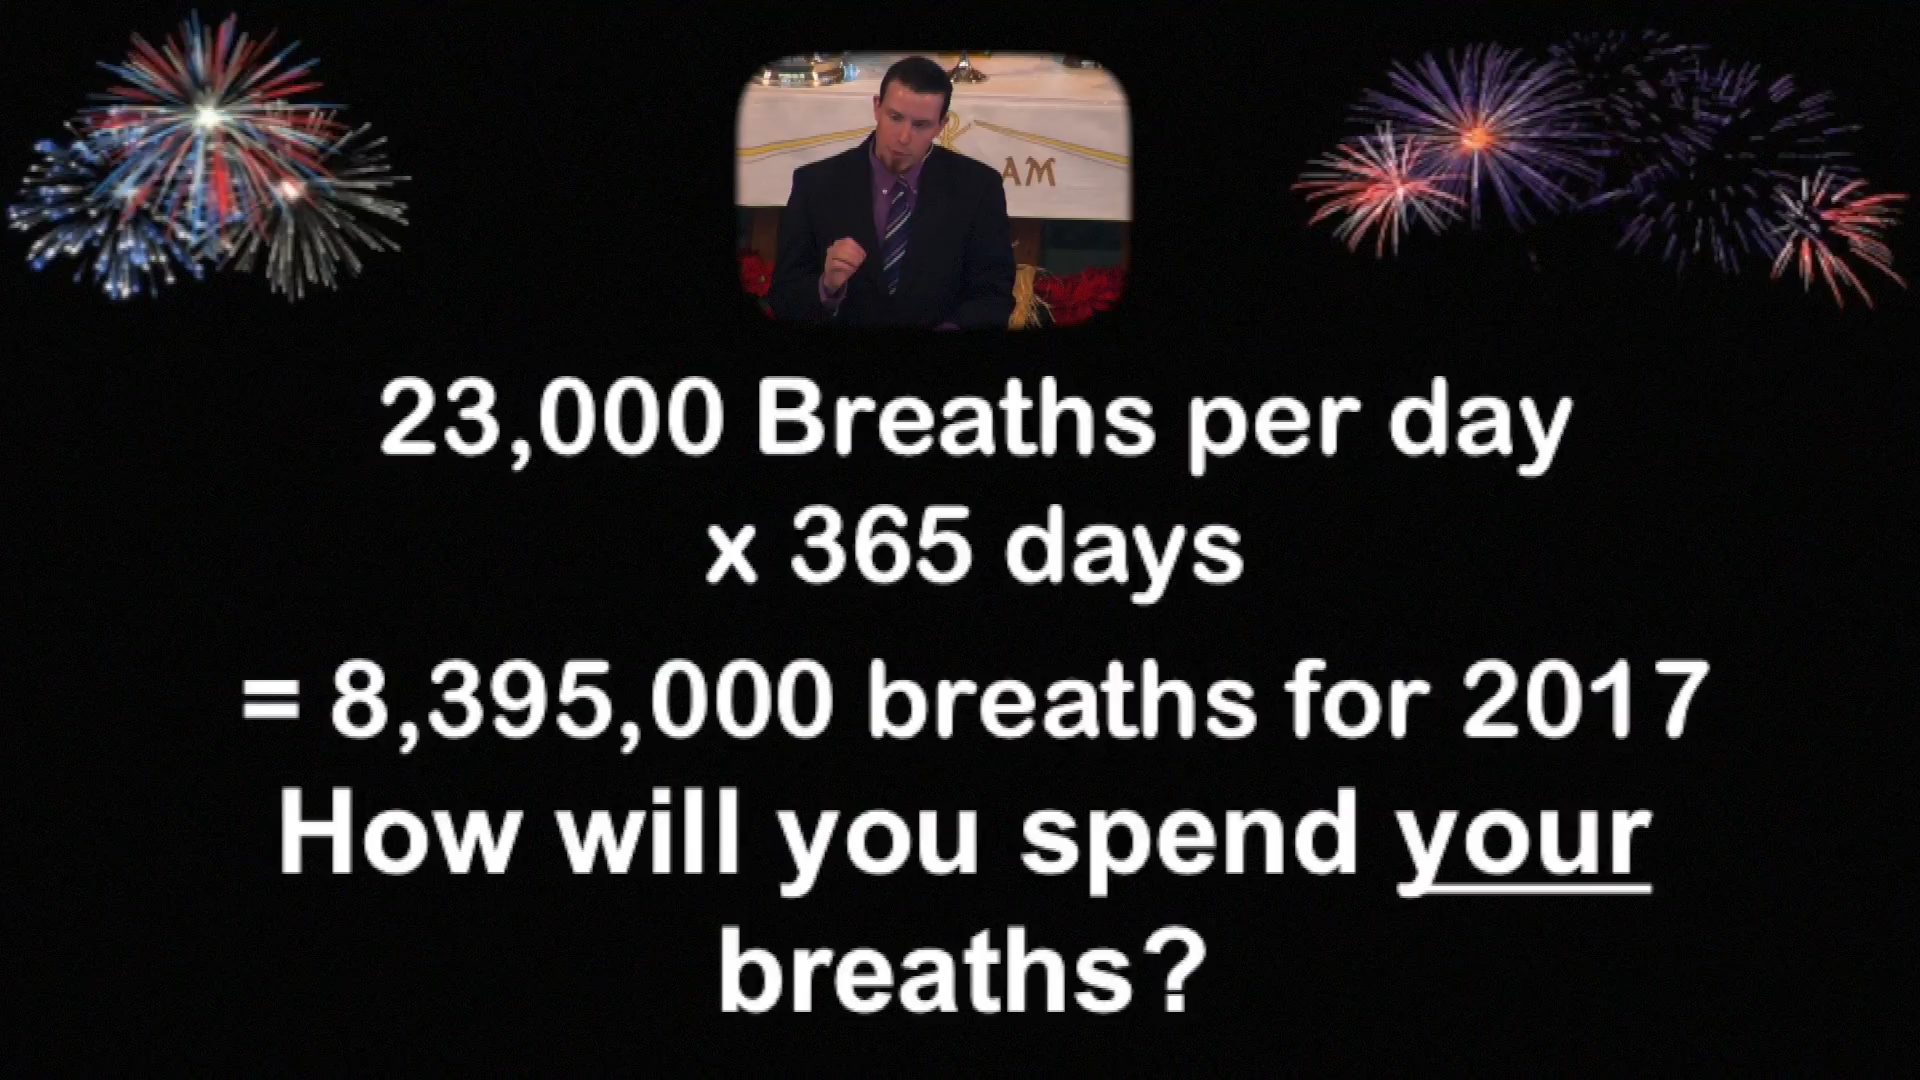 AM
23,000 Breaths per day
x 365 days
= 8,395,000 breaths for 2017
How will you spend your
breaths?